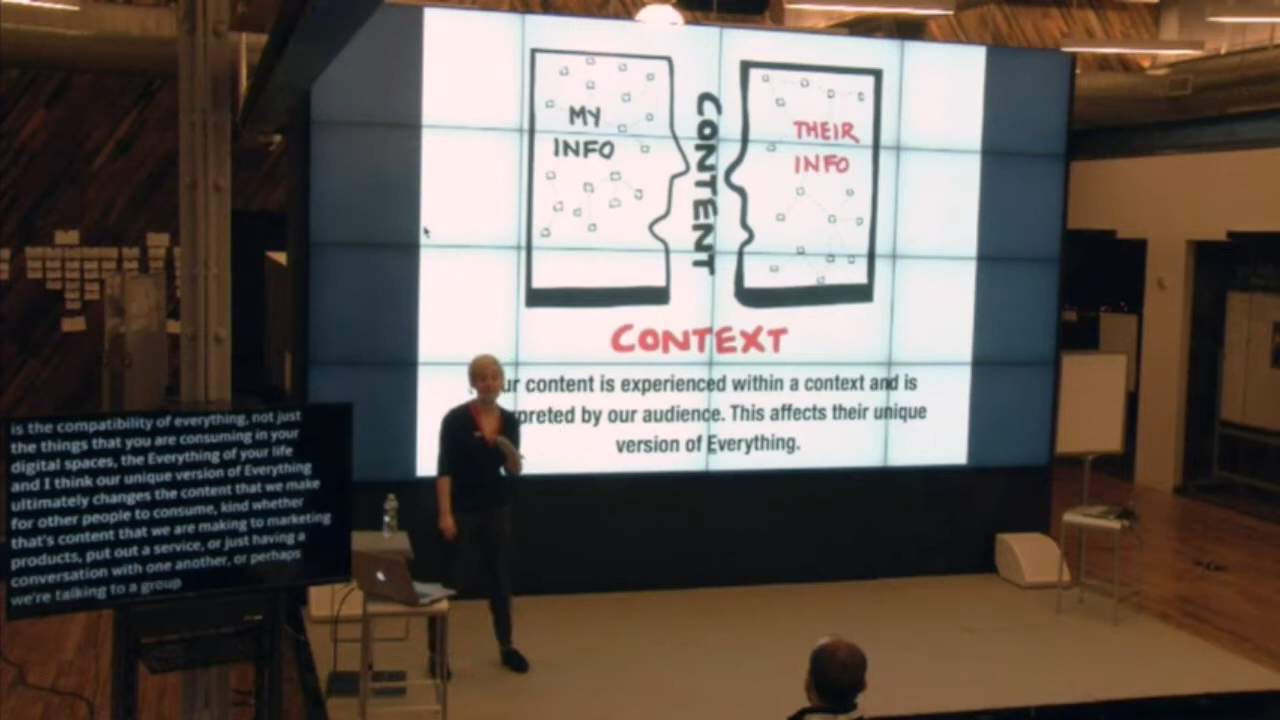 MY
INFO
CONTENT
THEIR
INFO
CONTEXT
ur content is experienced within a context and is
rpreted by our audience. This affects their unique
version of Everything.
is the compatibility of everything, not just
the things that you are consuming in your
digital spaces, the Everything of your life
and I think our unique version of Everything
ultimately changes the content that we make
for other people to consume, kind whether
that's content that we are making to marketing
products, put out a service, or just having a
conversation with one another, or perhaps
we're talking to a group